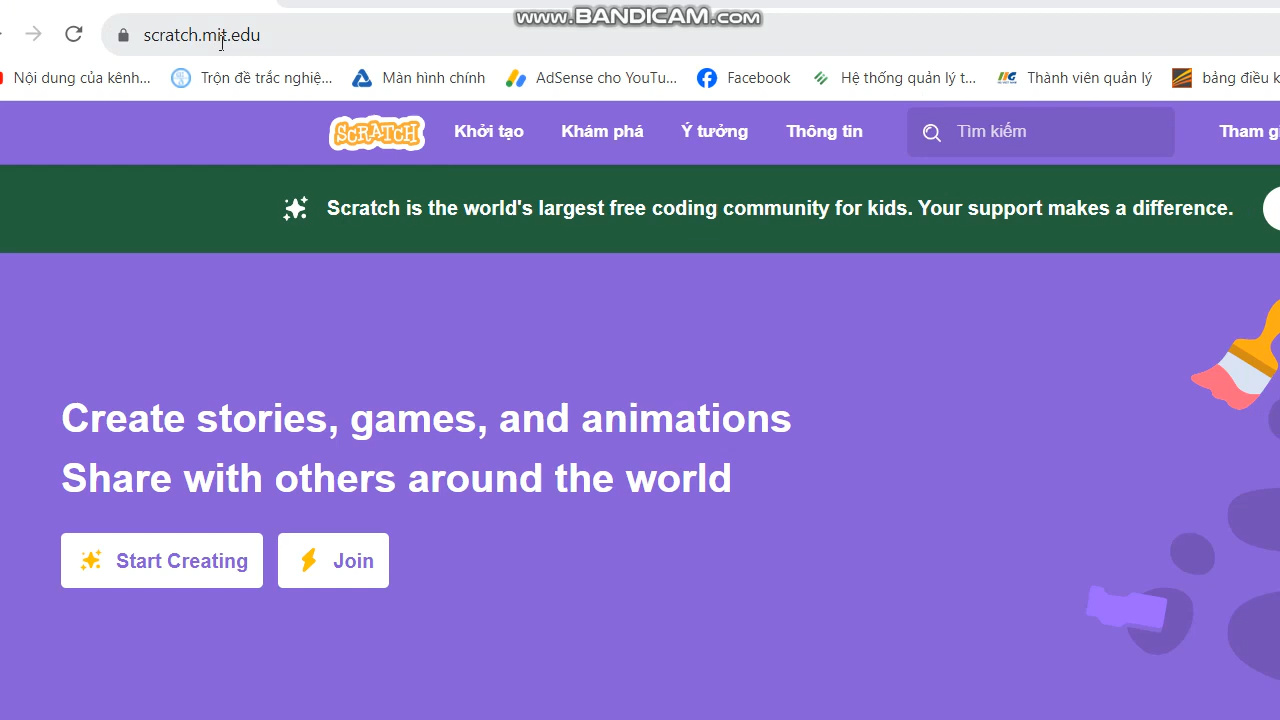 www.BANDICAM.com
scratch.mit.edu
Nội dung của kênh... Trộn đề trắc nghiệ... Màn hình chính AdSense cho YouTu... Facebook Hệ thống quản lý t... Thành viên quản lý bảng điều k
SCRATCH Khởi tạo Khám phá Ý tưởng Thông tin Tìm kiếm Tham gi
Scratch is the world's largest free coding community for kids. Your support makes a difference.
Create stories, games, and animations
Share with others around the world
Start Creating Join